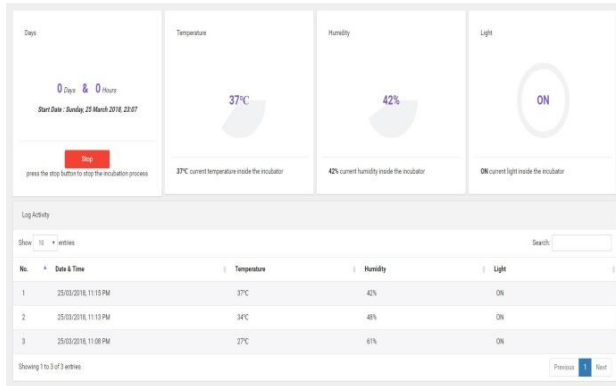 Days
0 Days & 0 Hours
Start Date : Sunday, 25 March 2018, 23:07
Stop
press the stop button to stop the incubation process
Temperature
37°C
37°C current temperature inside the incubator
Humidity
42%
42% current humidity inside the incubator
Light
ON
ON current light inside the incubator
Log Activity
Show 10 entries Search:
No. Date & Time Temperature Humidity Light
1 25/03/2018, 11:15 PM 37°C 42% ON
2 25/03/2018, 11:13 PM 34°C 48% ON
3 25/03/2018, 11:08 PM 27°C 61% ON
Showing 1 to 3 of 3 entries Previous 1 Next